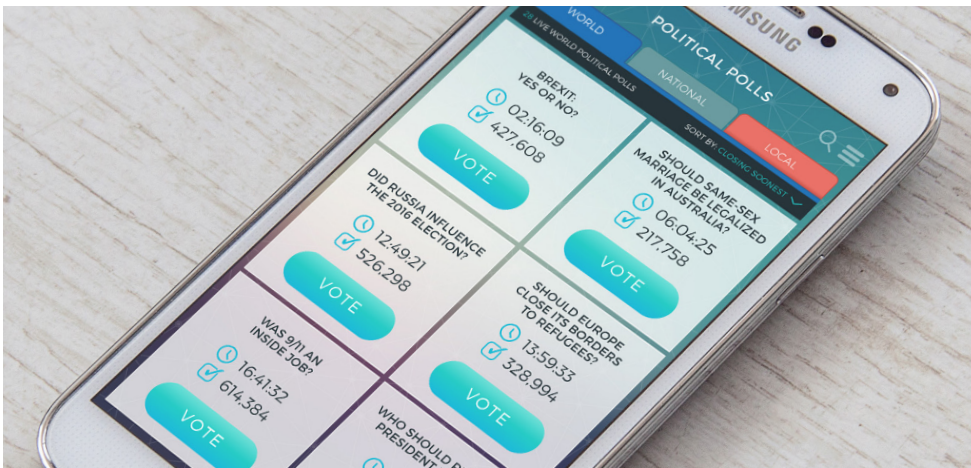 SAMSUNG
POLITICAL POLLS
WORLD
NATIONAL
LOCAL
28 LIVE WORLD POLITICAL POLLS
SORT BY: CLOSING SOONEST
BREXIT:
YES OR NO?
02:16:09
427,608
VOTE
SHOULD SAME-SEX
MARRIAGE BE LEGALIZED
IN AUSTRALIA?
06:04:25
217,758
VOTE
DID RUSSIA INFLUENCE
THE 2016 ELECTION?
12:49:21
526,298
VOTE
SHOULD EUROPE
CLOSE ITS BORDERS
TO REFUGEES?
13:59:33
328,994
VOTE
WAS 9/11 AN
INSIDE JOB?
16:41:32
614,384
VOTE
WHO SHOULD
PRESIDENT